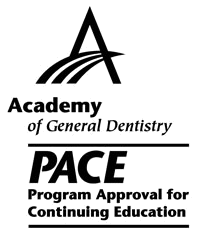 Academy
of General Dentistry
PACE
Program Approval for
Continuing Education